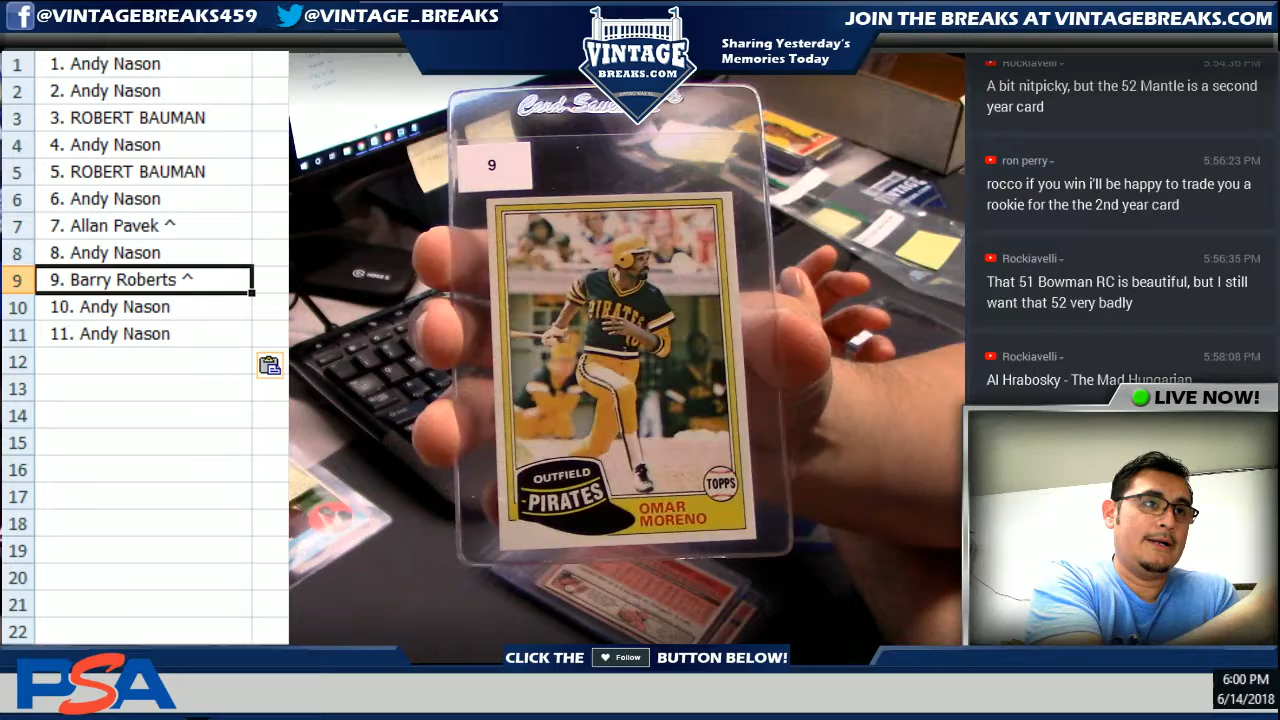 @VINTAGEBREAKS459
@VINTAGE_BREAKS
VINTAGE
BREAKS.COM
Sharing Yesterday's
Memories Today
JOIN THE BREAKS AT VINTAGEBREAKS.COM
1 1. Andy Nason
2 2. Andy Nason
3 3. ROBERT BAUMAN
4 4. Andy Nason
5 5. ROBERT BAUMAN
6 6. Andy Nason
7 7. Allan Pavek ^
8 8. Andy Nason
9 9. Barry Roberts ^
10 10. Andy Nason
11 11. Andy Nason
12
13
14
15
16
17
18
19
20
21
22
Card Saver
9
PIRATES
OUTFIELD
PIRATES
OMAR
MORENO
TOPPS
Rockiavelli 5:54:36 PM
A bit nitpicky, but the 52 Mantle is a second
year card
ron perry 5:56:23 PM
rocco if you win i'll be happy to trade you a
rookie for the the 2nd year card
Rockiavelli 5:56:35 PM
That 51 Bowman RC is beautiful, but I still
want that 52 very badly
Rockiavelli 5:58:08 PM
Al Hrabosky - The Mad Hungarian
LIVE NOW!
CLICK THE Follow BUTTON BELOW!
PSA
6:00 PM
6/14/2018